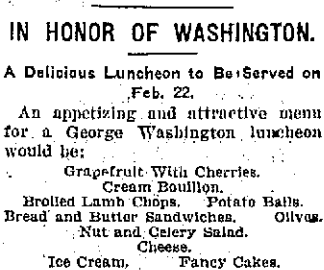 IN HONOR OF WASHINGTON.
A Delicious Luncheon to Be Served on
Feb. 22.
An appetizing and attractive menu
for a George Washington luncheon
would be:
Grapefruit With Cherries.
Cream Bouillon.
Broiled Lamb Chops. Potato Balls.
Bread and Butter Sandwiches. Olives.
Nut and Celery Salad.
Cheese.
Ice Cream. Fancy Cakes.